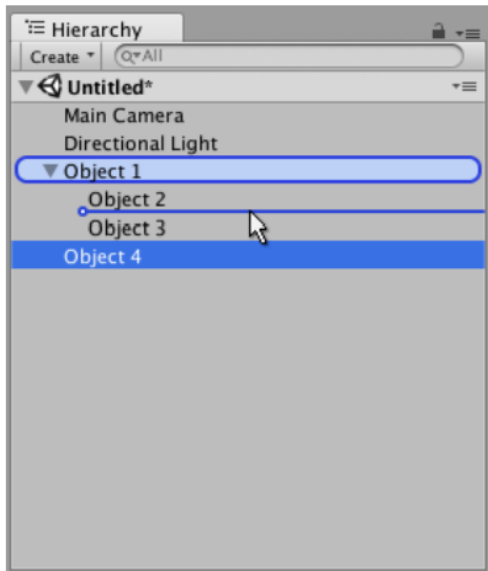 Hierarchy
Create All
Untitled*
Main Camera
Directional Light
Object 1
Object 2
Object 3
Object 4